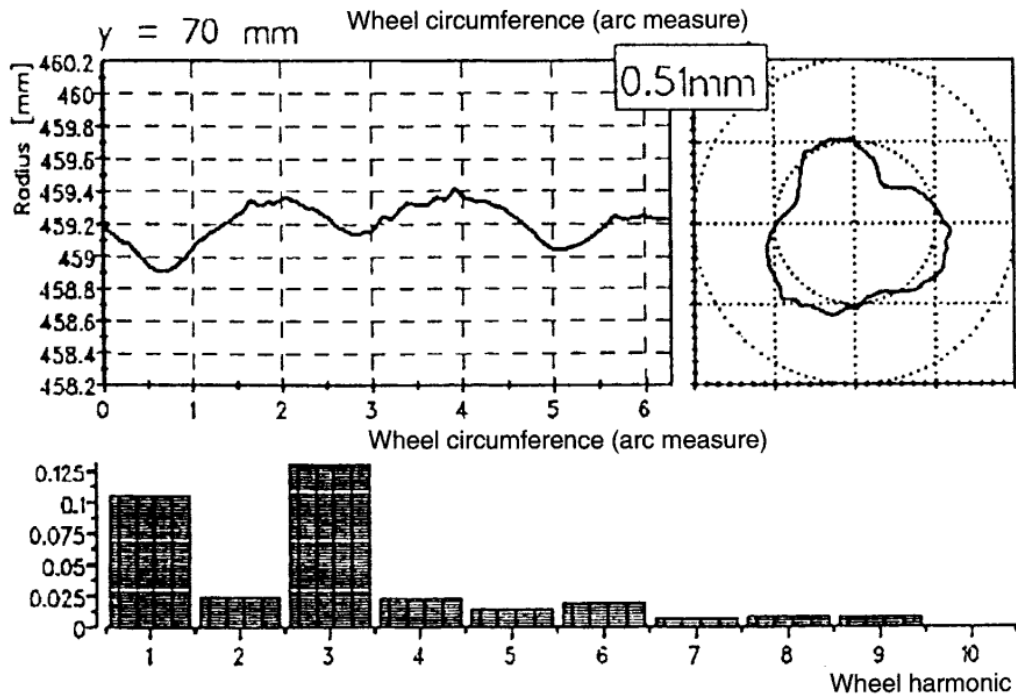 y = 70 mm
Wheel circumference (arc measure)
0.51mm
Radius [mm]
460.2
460
459.8
459.6
459.4
459.2
459
458.8
458.6
458.4
458.2
0 1 2 3 4 5 6
Wheel circumference (arc measure)
0.125
0.1
0.075
0.05
0.025
0
1 2 3 4 5 6 7 8 9 10
Wheel harmonic